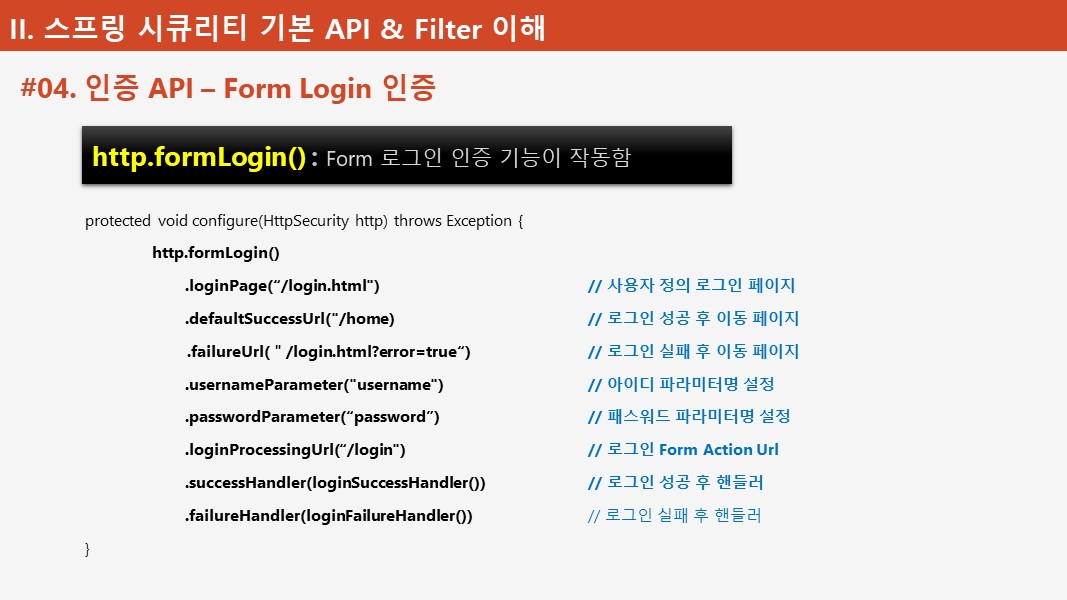 II. 스프링 시큐리티 기본 API & Filter 이해
#04. 인증 API – Form Login 인증
http.formLogin() : Form 로그인 인증 기능이 작동함
protected void configure(HttpSecurity http) throws Exception {
http.formLogin()
.loginPage(“/login.html") // 사용자 정의 로그인 페이지
.defaultSuccessUrl("/home) // 로그인 성공 후 이동 페이지
.failureUrl( " /login.html?error=true“) // 로그인 실패 후 이동 페이지
.usernameParameter("username") // 아이디 파라미터명 설정
.passwordParameter(“password”) // 패스워드 파라미터명 설정
.loginProcessingUrl(“/login") // 로그인 Form Action Url
.successHandler(loginSuccessHandler()) // 로그인 성공 후 핸들러
.failureHandler(loginFailureHandler()) // 로그인 실패 후 핸들러
}